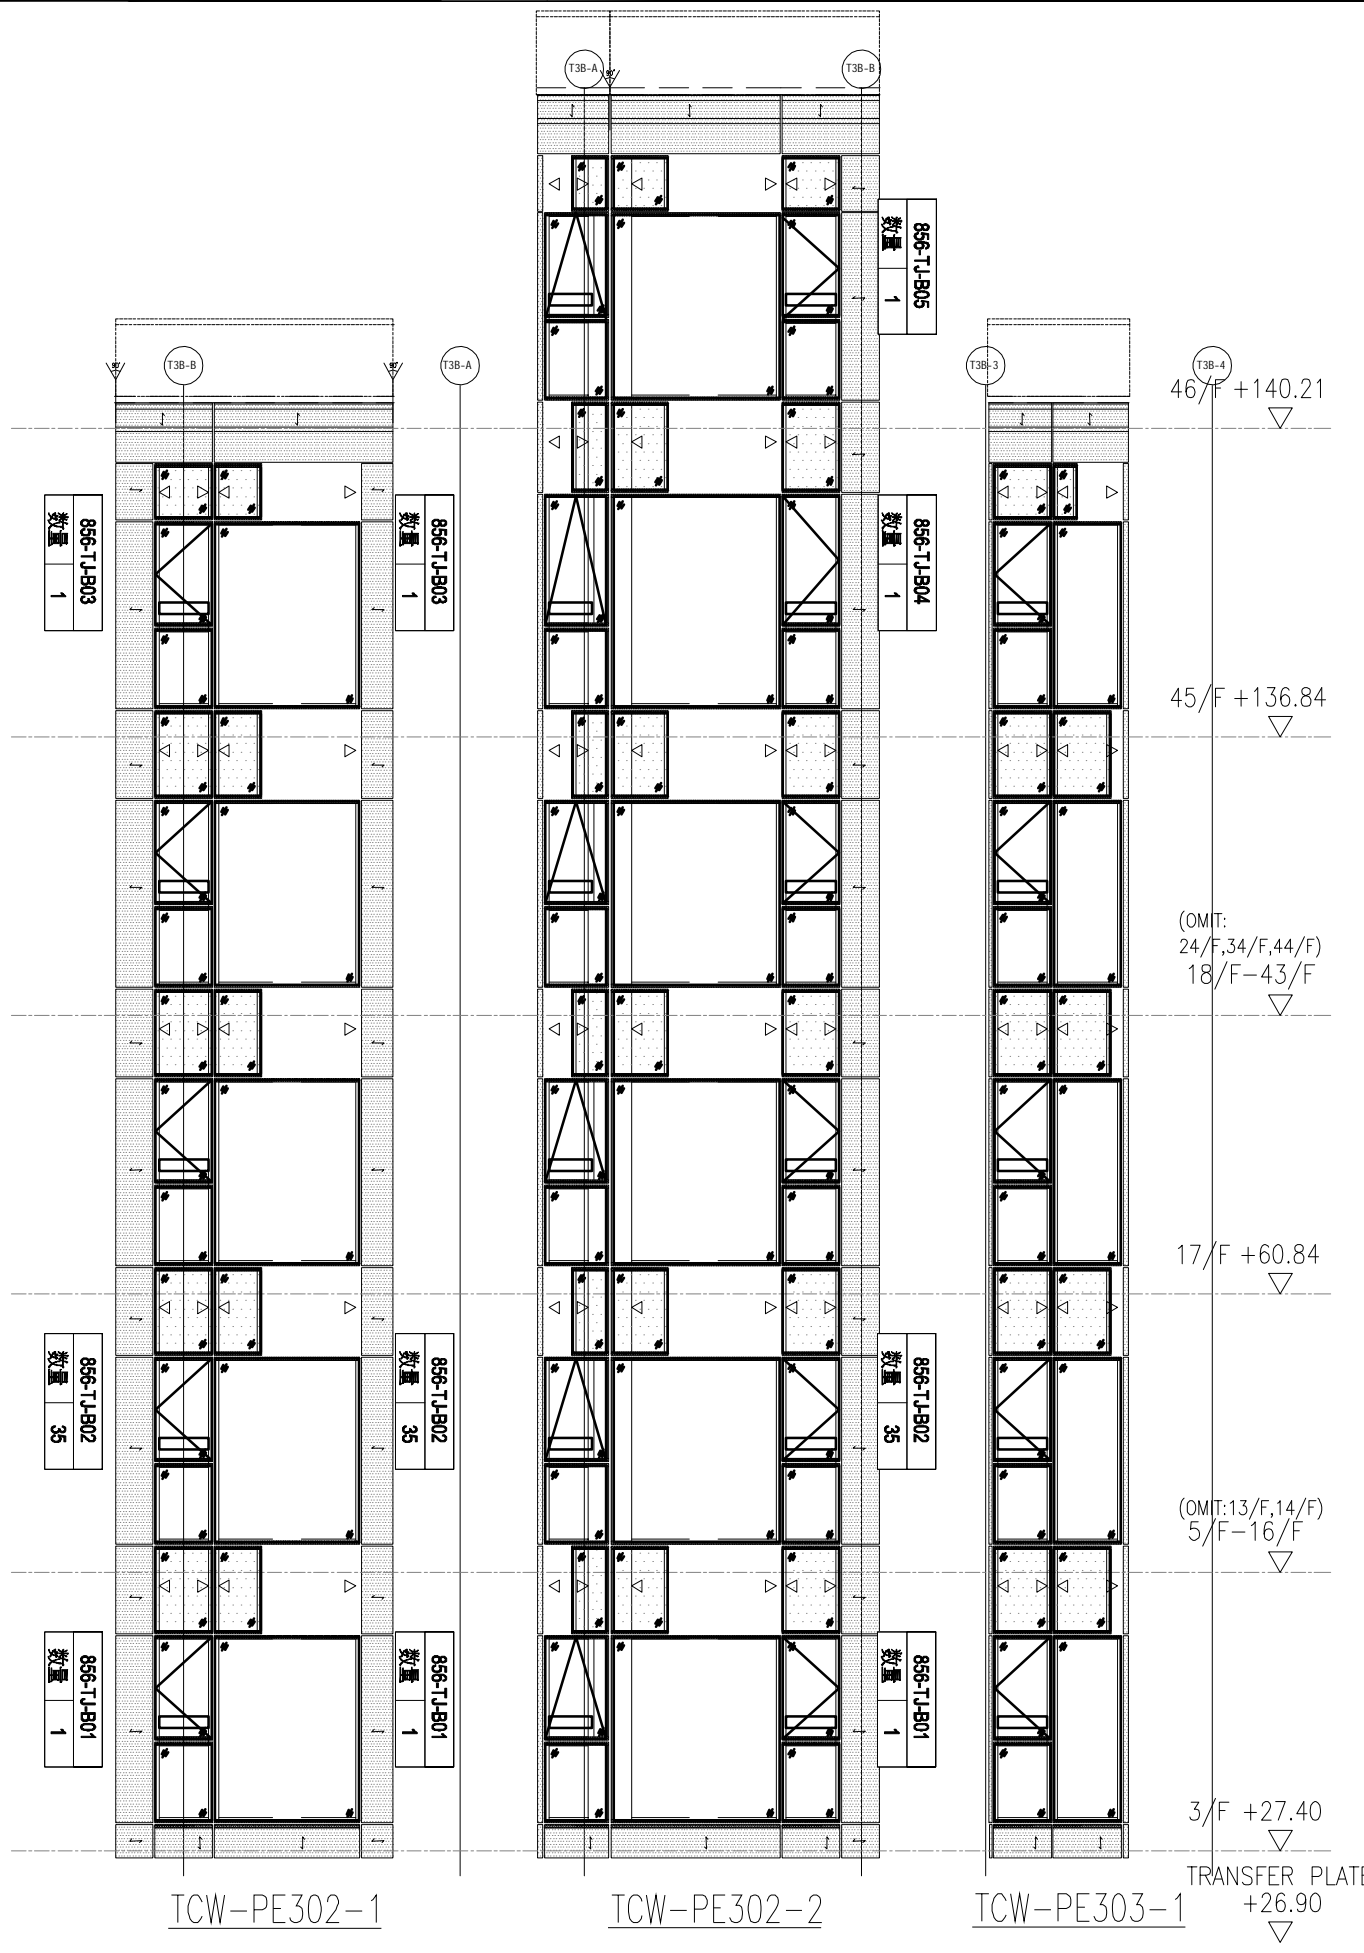 T3B-A
90°
T3B-B
856-TJ-B05
数量 1
T3B-B
90°
90°
T3B-A
T3B-3
T3B-4
46/F +140.21
856-TJ-B03
数量 1
856-TJ-B03
数量 1
856-TJ-B04
数量 1
45/F +136.84
(OMIT:
24/F,34/F,44/F)
18/F-43/F
17/F +60.84
856-TJ-B02
数量 35
856-TJ-B02
数量 35
856-TJ-B02
数量 35
(OMIT:13/F,14/F)
5/F-16/F
856-TJ-B01
数量 1
856-TJ-B01
数量 1
856-TJ-B01
数量 1
3/F +27.40
TRANSFER PLATE
+26.90
TCW-PE302-1
TCW-PE302-2
TCW-PE303-1